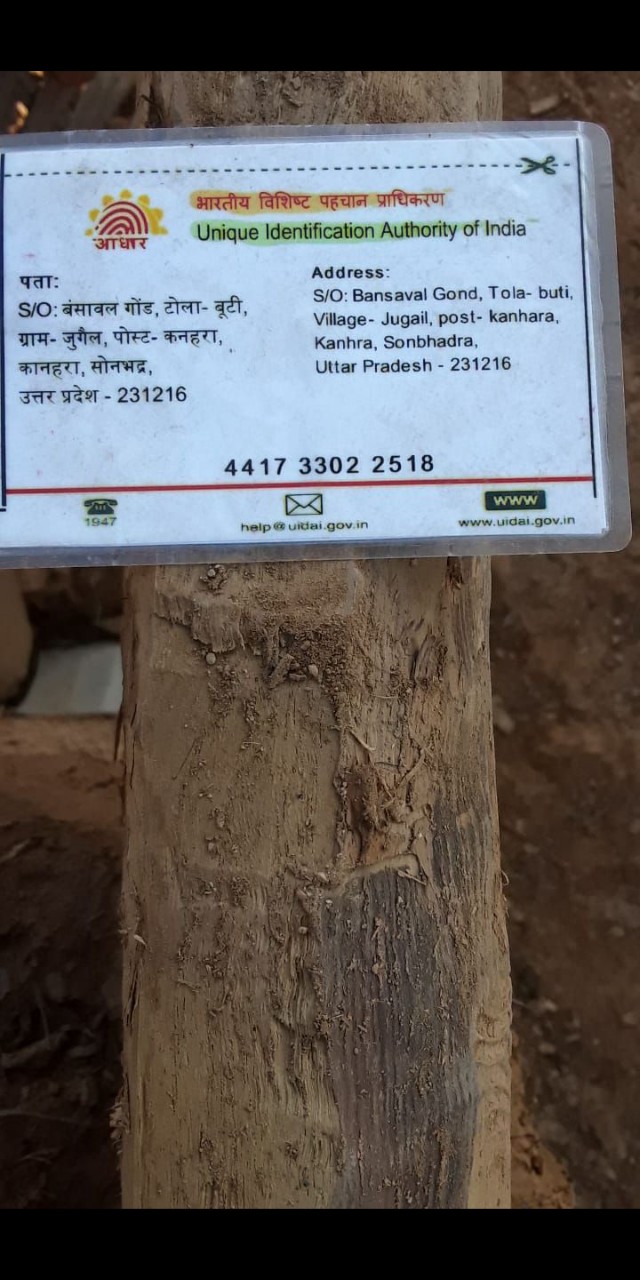 भारतीय विशिष्ट पहचान प्राधिकरण
Unique Identification Authority of India
आधार
पता:
S/O: बंसावल गोंड, टोला- बूटी,
ग्राम- जुगैल, पोस्ट- कनहरा,
कानहरा, सोनभद्र,
उत्तर प्रदेश - 231216
Address:
S/O: Bansaval Gond, Tola- buti,
Village- Jugail, post- kanhara,
Kanhra, Sonbhadra,
Uttar Pradesh - 231216
4417 3302 2518
1947
help@uidai.gov.in
www
www.uidai.gov.in